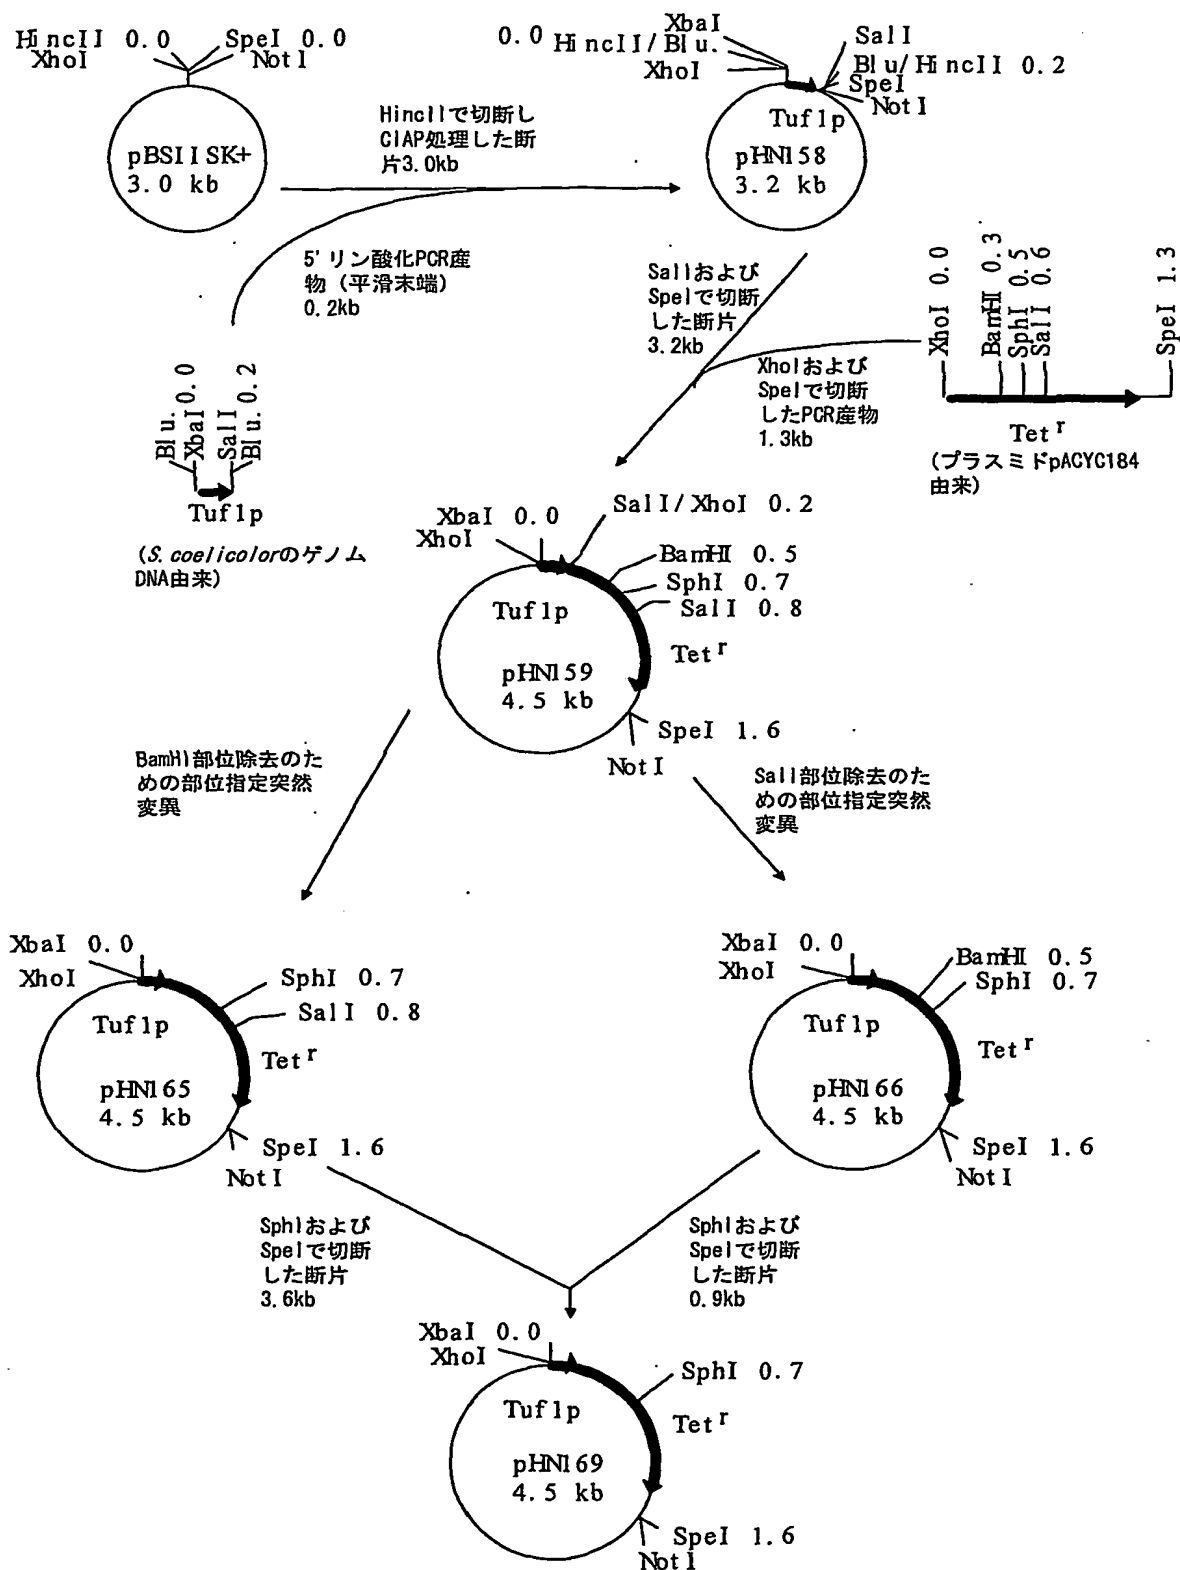 HincII 0.0
XhoI
SpeI 0.0
NotI
pBSIISK+
3.0 kb
HincIIで切断し
CIAP処理した断
片3.0kb
XbaI
0.0 HincII/Blu.
XhoI
SalI
Blu/HincII 0.2
SpeI
NotI
Tuf1p
pHN158
3.2 kb
5' リン酸化PCR産
物（平滑末端）
0.2kb
Blu.
XbaI 0.0
SalI
Blu. 0.2
Tuf1p
(S. coelicolorのゲノム
DNA由来)
SalIおよび
SpeIで切断
した断片
3.2kb
XhoIおよび
SpeIで切断
したPCR産物
1.3kb
XhoI 0.0
BamHI 0.3
SphI 0.5
SalI 0.6
SpeI 1.3
Tet r
(プラスミドpACYC184
由来)
XbaI 0.0
XhoI
SalI/XhoI 0.2
BamHI 0.5
SphI 0.7
SalI 0.8
Tuf1p
Tet r
pHN159
4.5 kb
SpeI 1.6
NotI
BamHI部位除去のた
めの部位指定突然
変異
SalI部位除去のた
めの部位指定突然
変異
XbaI 0.0
XhoI
SphI 0.7
SalI 0.8
Tuf1p
Tet r
pHN165
4.5 kb
SpeI 1.6
NotI
XbaI 0.0
XhoI
BamHI 0.5
SphI 0.7
Tuf1p
Tet r
pHN166
4.5 kb
SpeI 1.6
NotI
SphIおよび
SpeIで切断
した断片
3.6kb
SphIおよび
SpeIで切断
した断片
0.9kb
XbaI 0.0
XhoI
SphI 0.7
Tuf1p
Tet r
pHN169
4.5 kb
SpeI 1.6
NotI